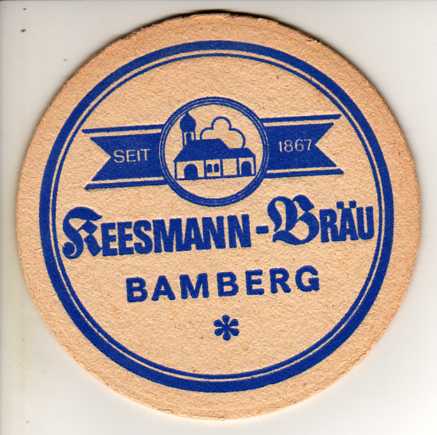 SEIT 1867
KEESMANN-BRÄU
BAMBERG
*